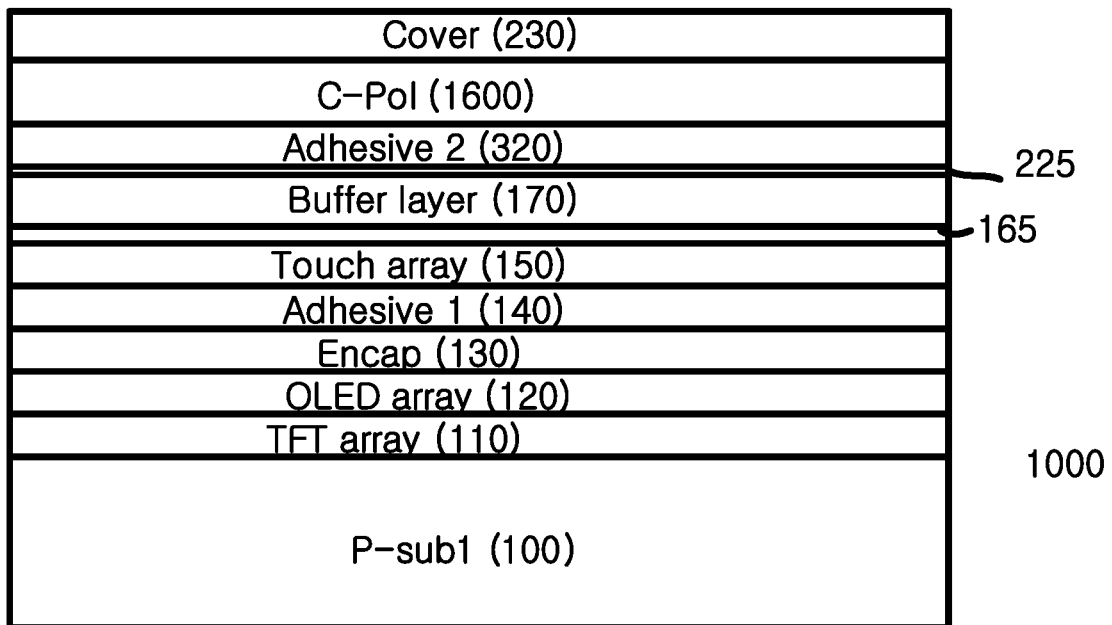 Cover (230)
C-Pol (1600)
Adhesive 2 (320)
225
Buffer layer (170)
165
Touch array (150)
Adhesive 1 (140)
Encap (130)
OLED array (120)
TFT array (110)
1000
P-sub1 (100)